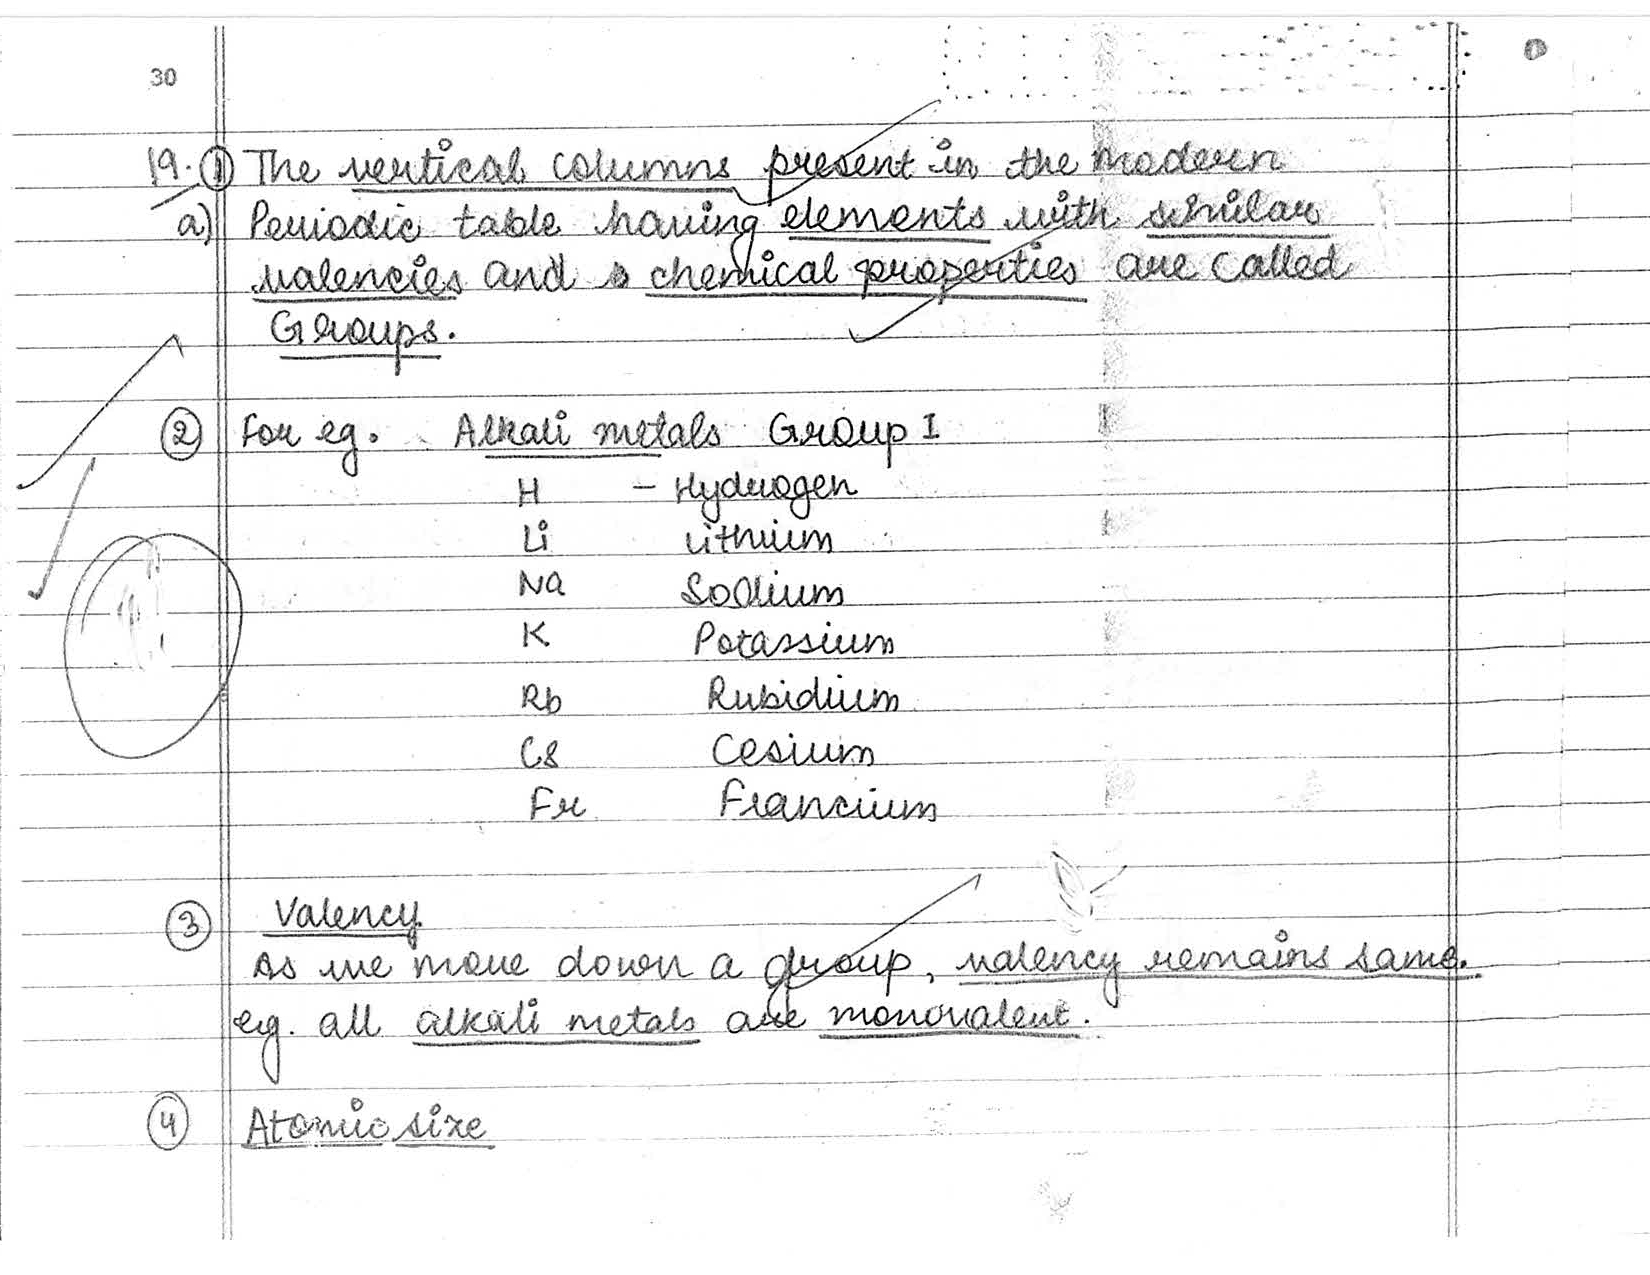 30
19. ① The vertical columns present in the modern
a) Periodic table having elements with similar
valencies and chemical properties are called
Groups.
② For eg. Alkali metals Group I
H - Hydrogen
Li Lithium
Na Sodium
K Potassium
Rb Rubidium
Cs Cesium
Fr Francium
③ Valency
As we move down a group, valency remains same.
eg. all alkali metals are monovalent.
④ Atomic size